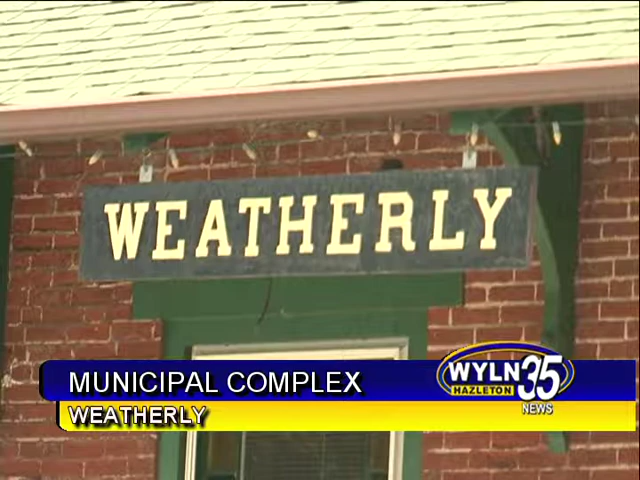 WEATHERLY
MUNICIPAL COMPLEX
WEATHERLY
WYLN 35
HAZLETON
NEWS